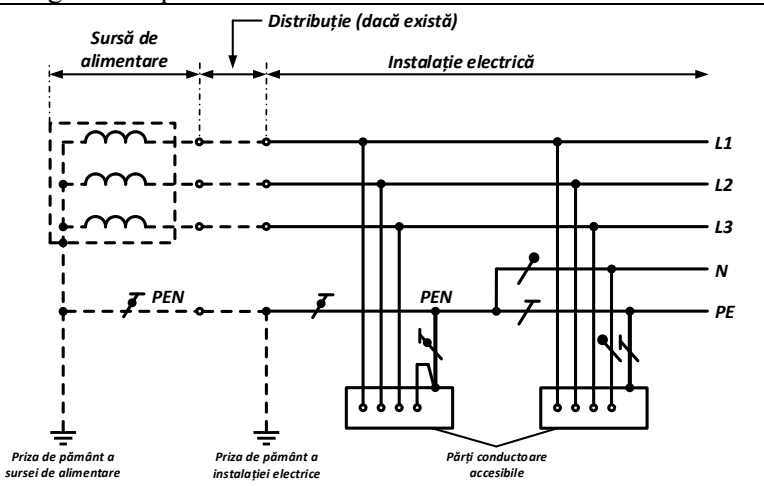 Distribuție (dacă există)
Sursă de
alimentare
Instalație electrică
L1
L2
L3
N
PEN
PEN
PE
Priza de pământ a
sursei de alimentare
Priza de pământ a
instalației electrice
Părți conductoare
accesibile